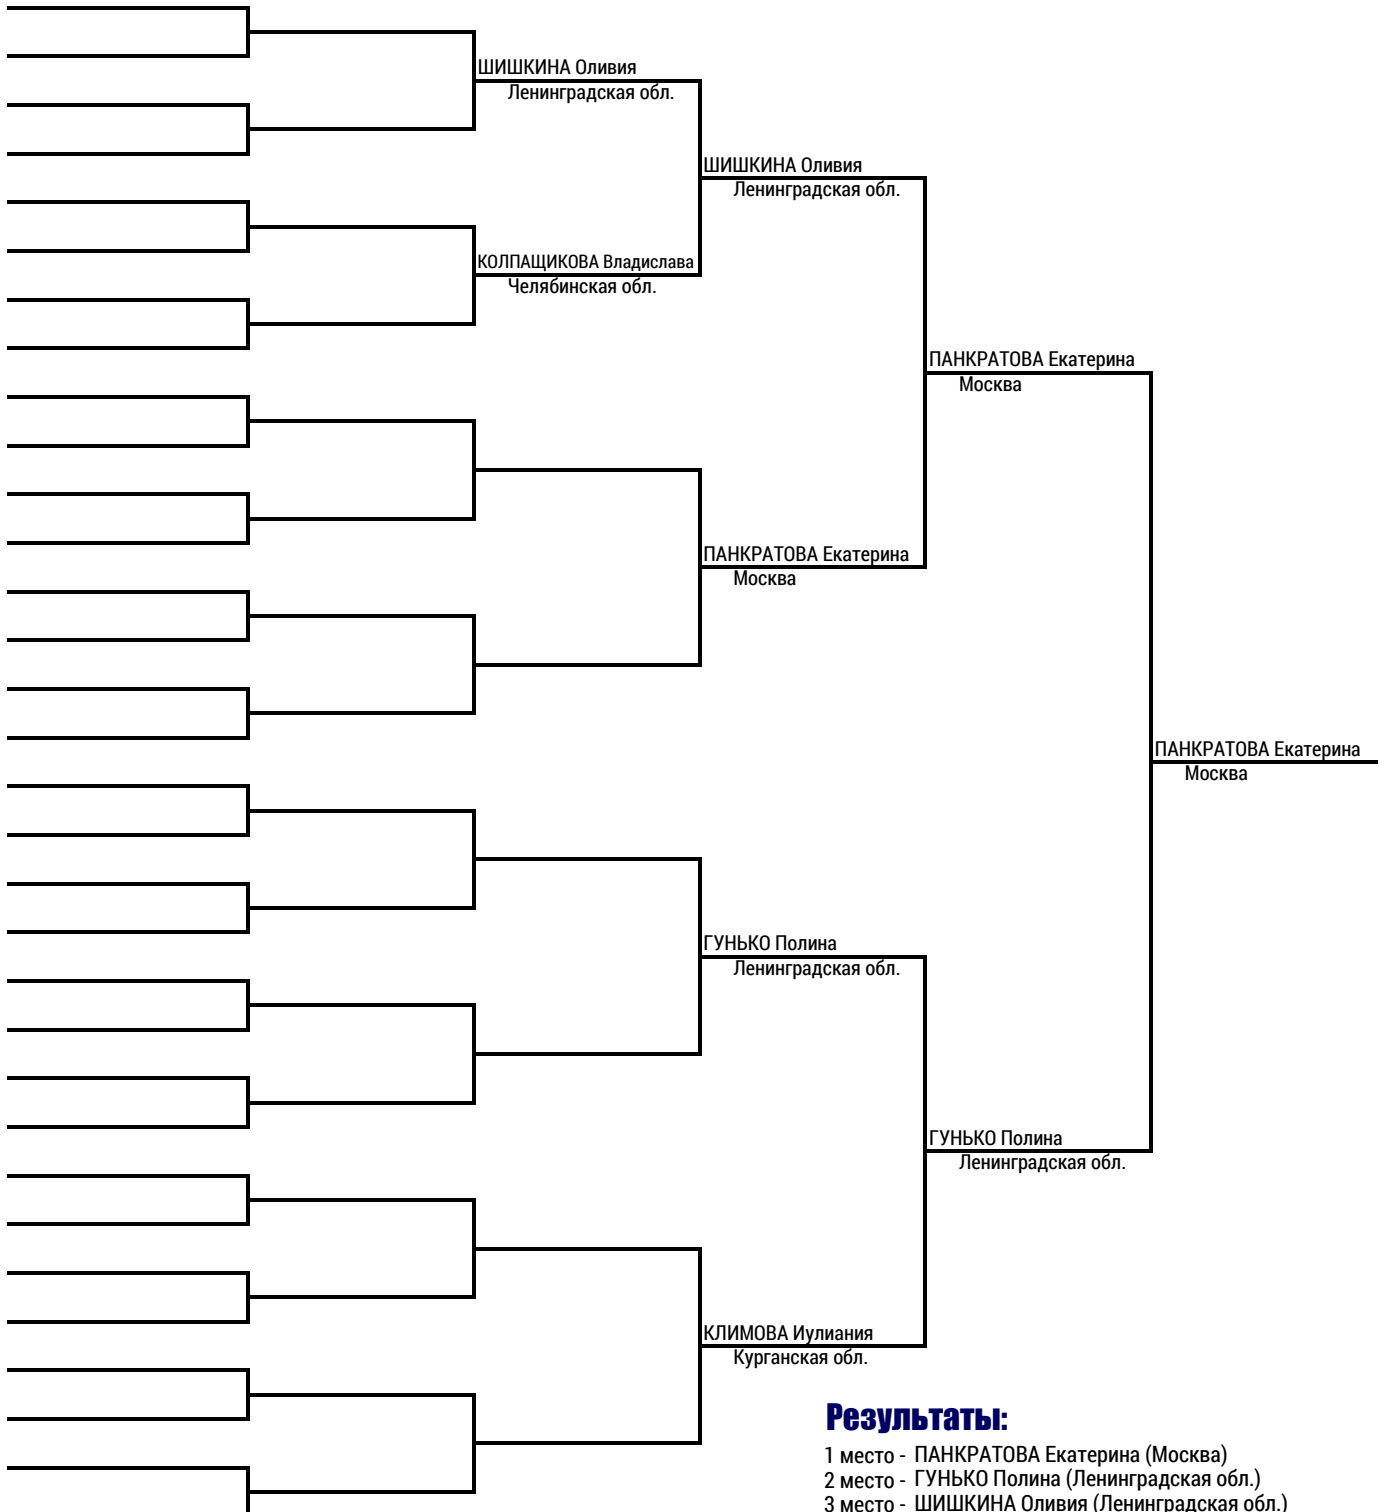 ШИШКИНА Оливия
Ленинградская обл.
ШИШКИНА Оливия
Ленинградская обл.
КОЛПАЩИКОВА Владислава
Челябинская обл.
ПАНКРАТОВА Екатерина
Москва
ПАНКРАТОВА Екатерина
Москва
ПАНКРАТОВА Екатерина
Москва
ГУНЬКО Полина
Ленинградская обл.
ГУНЬКО Полина
Ленинградская обл.
КЛИМОВА Иулиания
Курганская обл.
Результаты:
1 место - ПАНКРАТОВА Екатерина (Москва)
2 место - ГУНЬКО Полина (Ленинградская обл.)
3 место - ШИШКИНА Оливия (Ленинградская обл.)